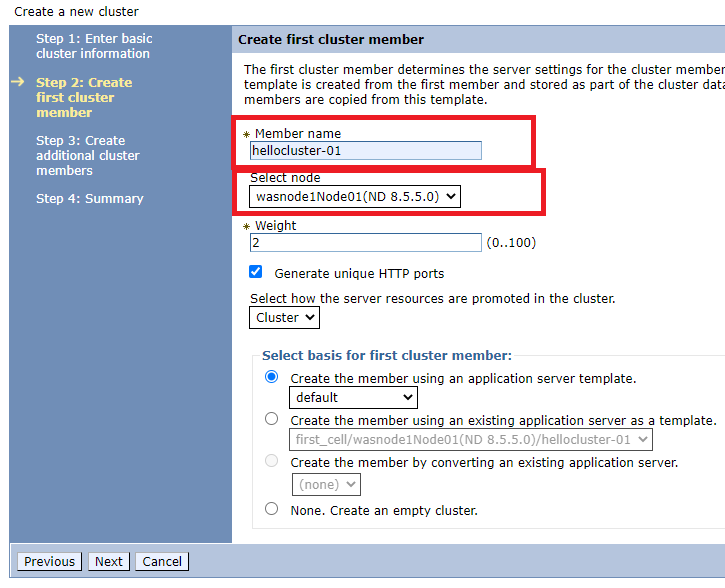 Create a new cluster
Step 1: Enter basic
cluster information
Step 2: Create
first cluster
member
Step 3: Create
additional cluster
members
Step 4: Summary
Create first cluster member
The first cluster member determines the server settings for the cluster member
template is created from the first member and stored as part of the cluster data
members are copied from this template.
Member name
hellocluster-01
Select node
wasnode1Node01(ND 8.5.5.0)
Weight
2 (0..100)
Generate unique HTTP ports
Select how the server resources are promoted in the cluster.
Cluster
Select basis for first cluster member:
Create the member using an application server template.
default
Create the member using an existing application server as a template.
first_cell/wasnode1Node01(ND 8.5.5.0)/hellocluster-01
Create the member by converting an existing application server.
(none)
None. Create an empty cluster.
Previous Next Cancel